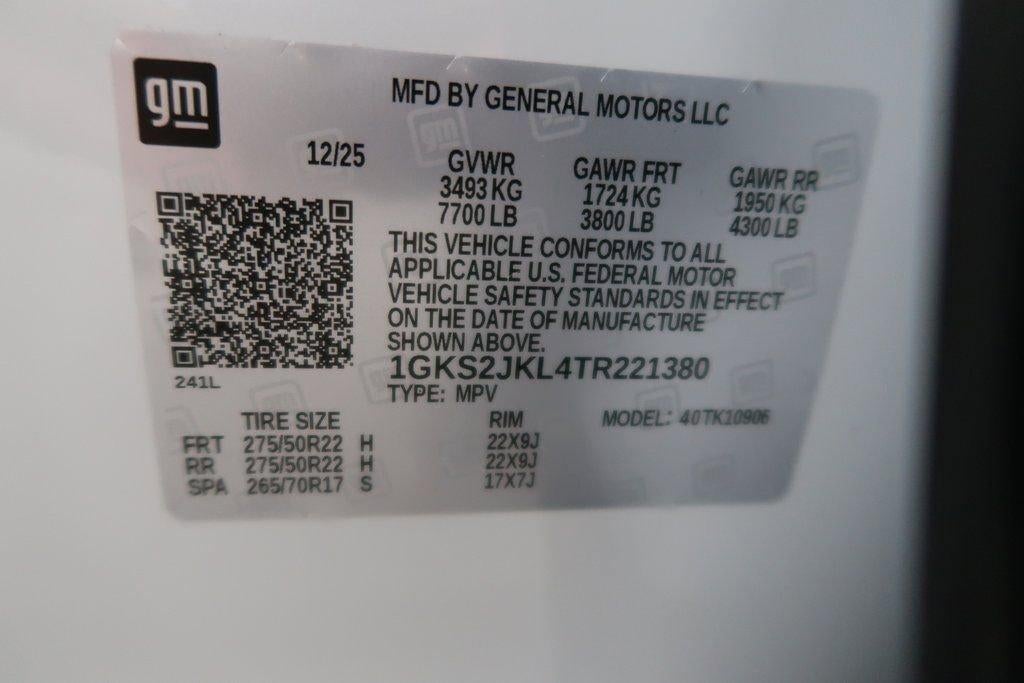 gm
MFD BY GENERAL MOTORS LLC
12/25
GVWR GAWR FRT GAWR RR
3493 KG 1724 KG 1950 KG
7700 LB 3800 LB 4300 LB
THIS VEHICLE CONFORMS TO ALL
APPLICABLE U.S. FEDERAL MOTOR
VEHICLE SAFETY STANDARDS IN EFFECT
ON THE DATE OF MANUFACTURE
SHOWN ABOVE.
1GKS2JKL4TR221380
241L
TYPE: MPV
TIRE SIZE RIM MODEL: 40TK10906
FRT 275/50R22 H 22X9J
RR 275/50R22 H 22X9J
SPA 265/70R17 S 17X7J